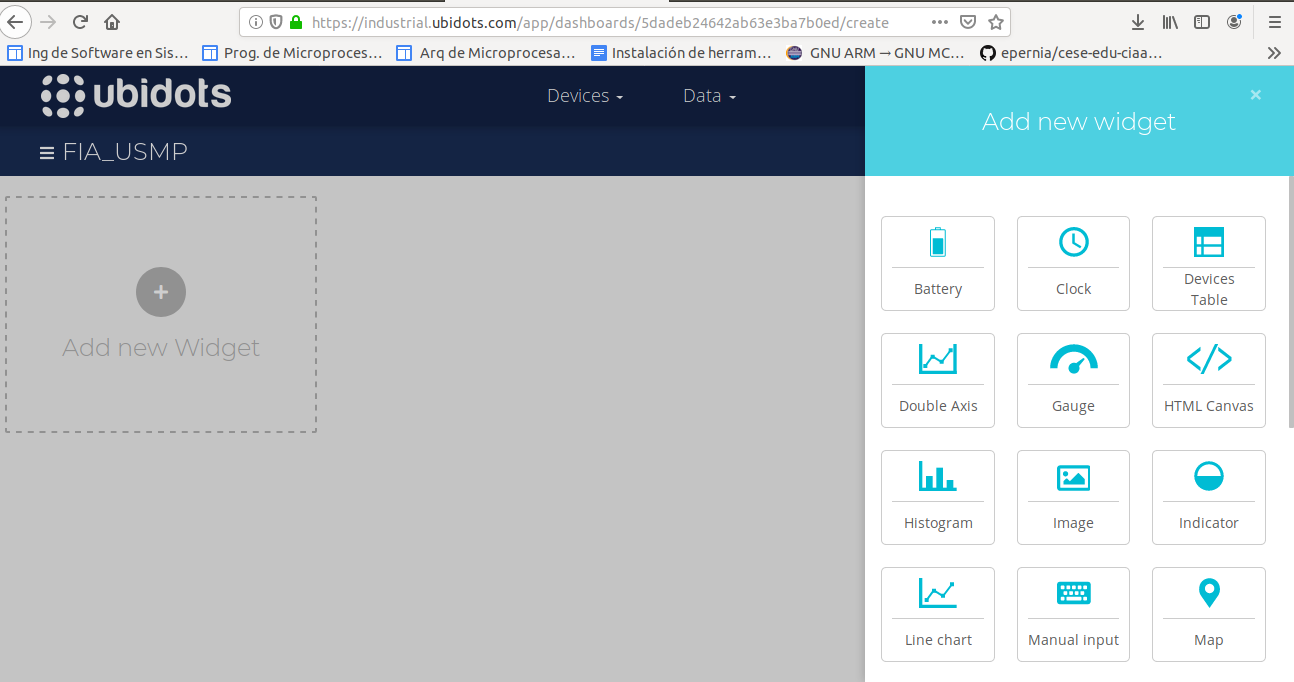 https://industrial.ubidots.com/app/dashboards/5dadeb24642ab63e3ba7b0ed/create
Ing de Software en Sis…
Prog. de Microproces…
Arq de Microprocesa…
Instalación de herram…
GNU ARM → GNU MC…
epernia/cese-edu-ciaa…
ubidots
Devices
Data
FIA_USMP
Add new Widget
×
Add new widget
Battery
Clock
Devices
Table
Double Axis
Gauge
HTML Canvas
Histogram
Image
Indicator
Line chart
Manual input
Map